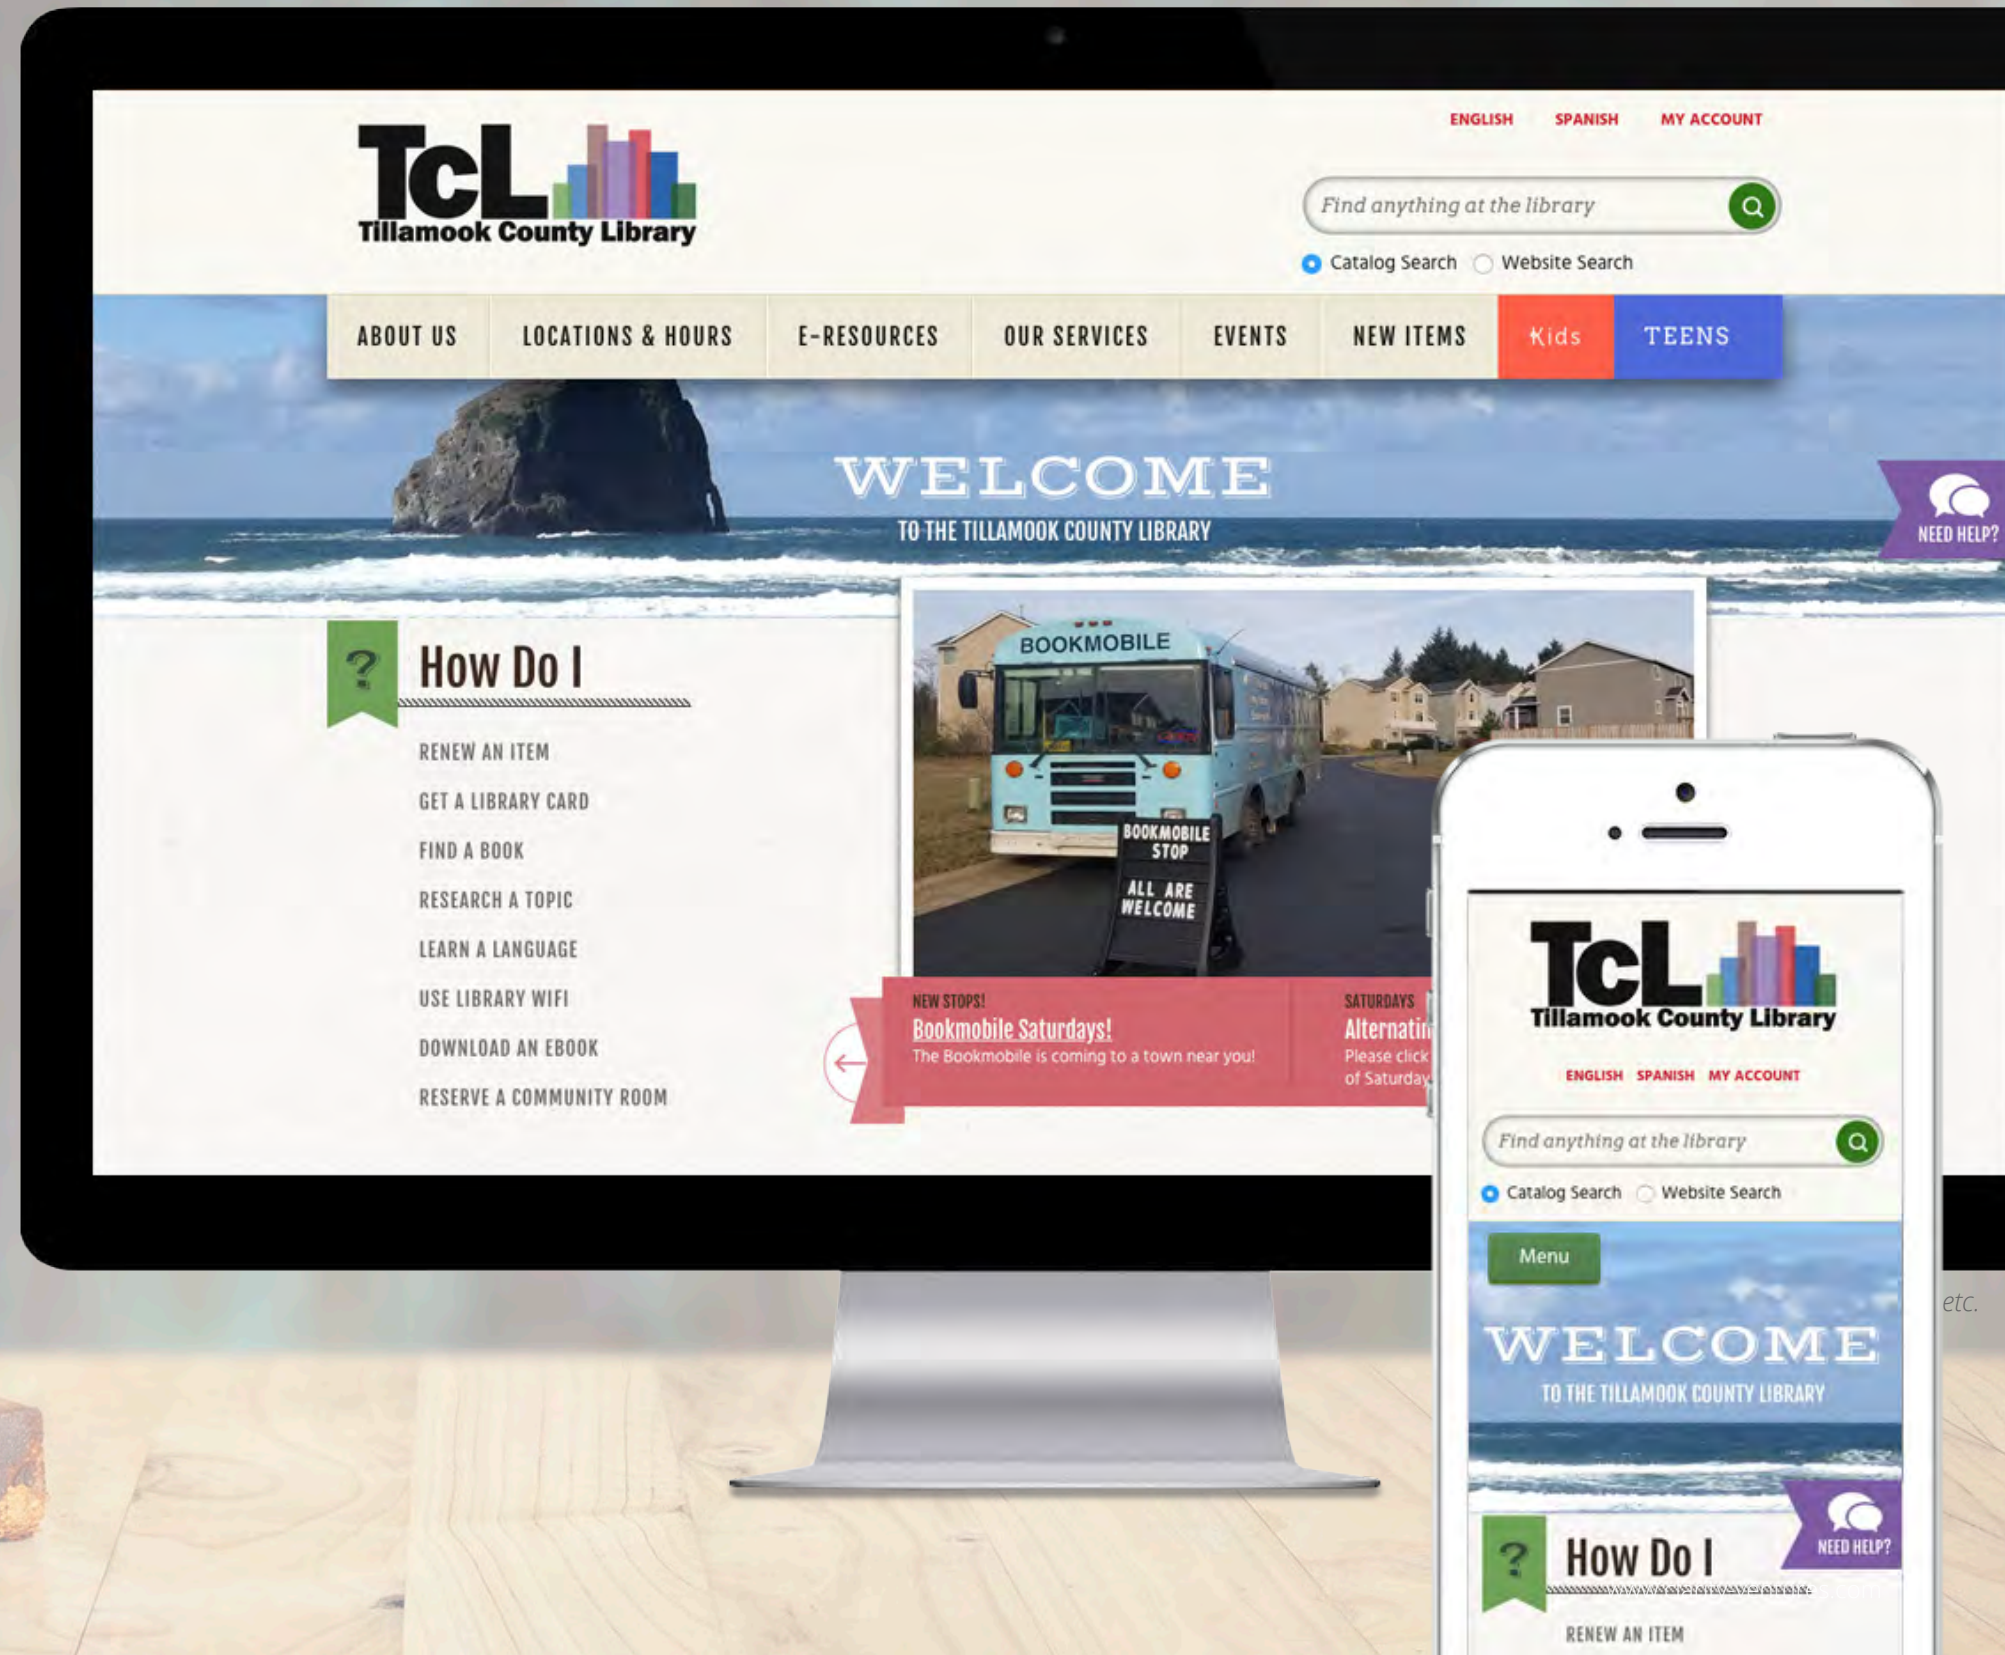 TcL
Tillamook County Library
ENGLISH SPANISH MY ACCOUNT
Find anything at the library
Catalog Search Website Search
ABOUT US LOCATIONS & HOURS E-RESOURCES OUR SERVICES EVENTS NEW ITEMS Kids TEENS
WELCOME
TO THE TILLAMOOK COUNTY LIBRARY
NEED HELP?
? How Do I
RENEW AN ITEM
GET A LIBRARY CARD
FIND A BOOK
RESEARCH A TOPIC
LEARN A LANGUAGE
USE LIBRARY WIFI
DOWNLOAD AN EBOOK
RESERVE A COMMUNITY ROOM
BOOKMOBILE
BOOKMOBILE
STOP
ALL ARE
WELCOME
NEW STOPS!
Bookmobile Saturdays!
The Bookmobile is coming to a town near you!
SATURDAYS
Alternatin
Please click
of Saturday
TcL
Tillamook County Library
ENGLISH SPANISH MY ACCOUNT
Find anything at the library
Catalog Search Website Search
Menu
WELCOME
TO THE TILLAMOOK COUNTY LIBRARY
NEED HELP?
? How Do I
RENEW AN ITEM
etc.